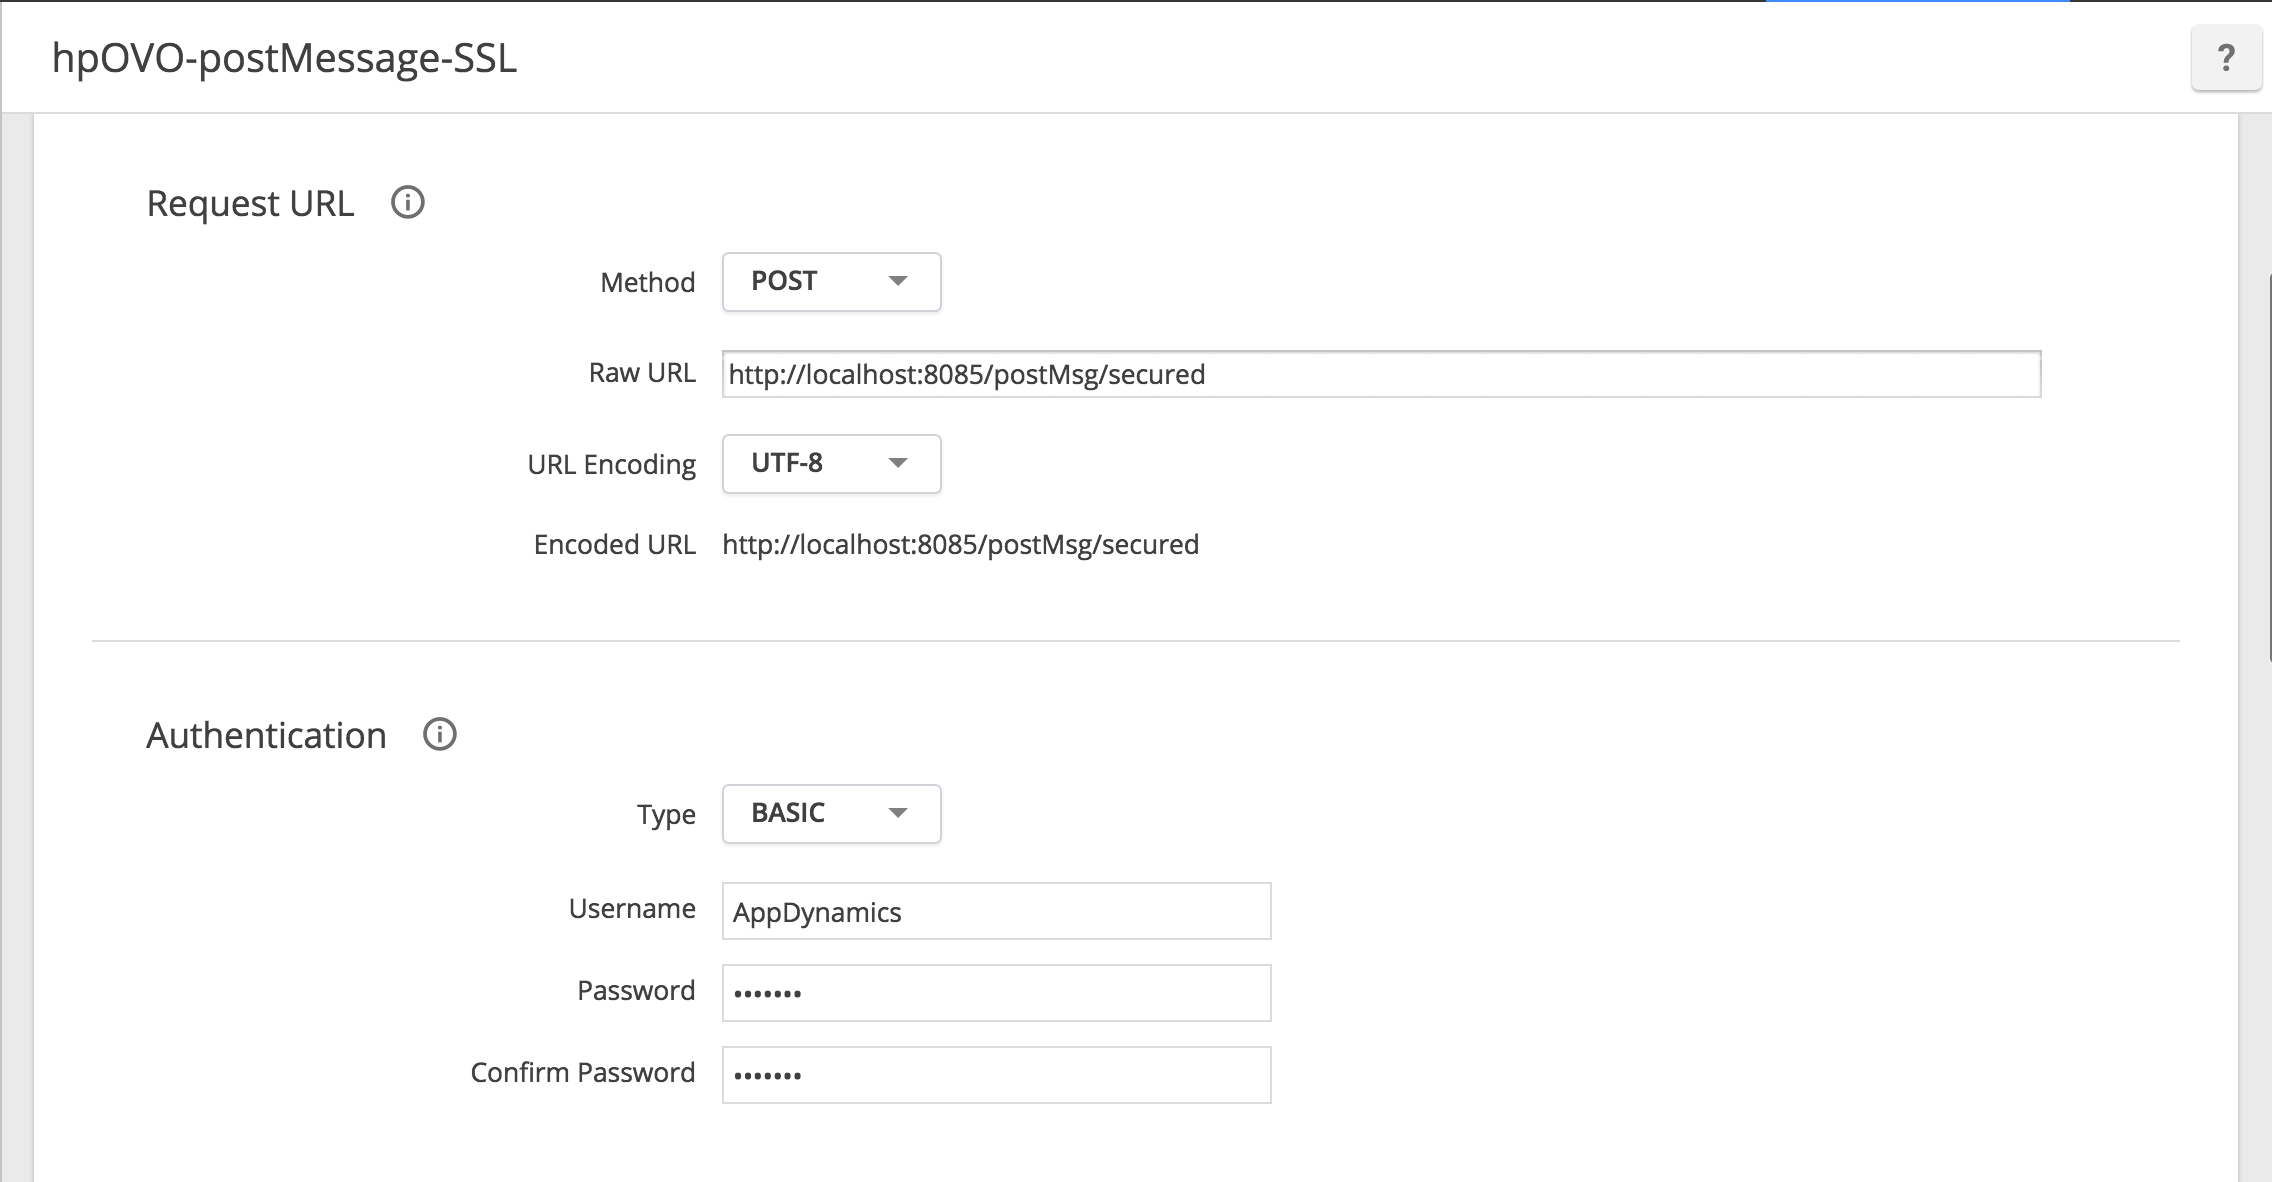 hpOVO-postMessage-SSL
?
Request URL
Method POST
Raw URL http://localhost:8085/postMsg/secured
URL Encoding UTF-8
Encoded URL http://localhost:8085/postMsg/secured
Authentication
Type BASIC
Username AppDynamics
Password •••••••
Confirm Password •••••••